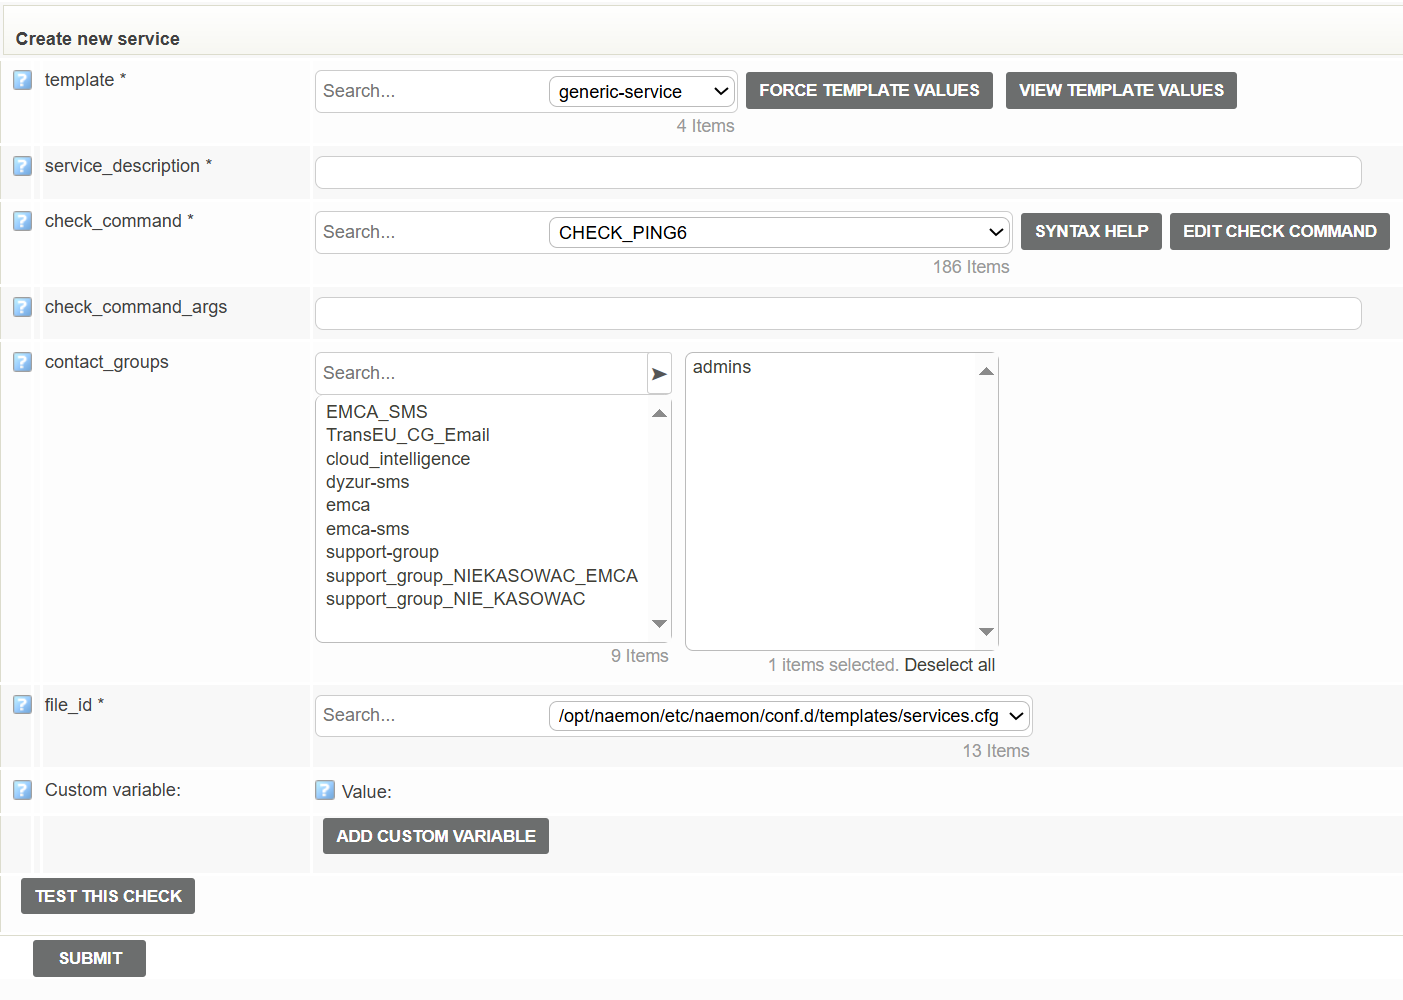 Create new service
template *
Search...
generic-service
FORCE TEMPLATE VALUES
VIEW TEMPLATE VALUES
4 Items
service_description *
check_command *
Search...
CHECK_PING6
SYNTAX HELP
EDIT CHECK COMMAND
186 Items
check_command_args
contact_groups
Search...
EMCA_SMS
TransEU_CG_Email
cloud_intelligence
dyzur-sms
emca
emca-sms
support-group
support_group_NIEKASOWAC_EMCA
support_group_NIE_KASOWAC
9 Items
admins
1 items selected. Deselect all
file_id *
Search...
/opt/naemon/etc/naemon/conf.d/templates/services.cfg
13 Items
Custom variable:
Value:
ADD CUSTOM VARIABLE
TEST THIS CHECK
SUBMIT